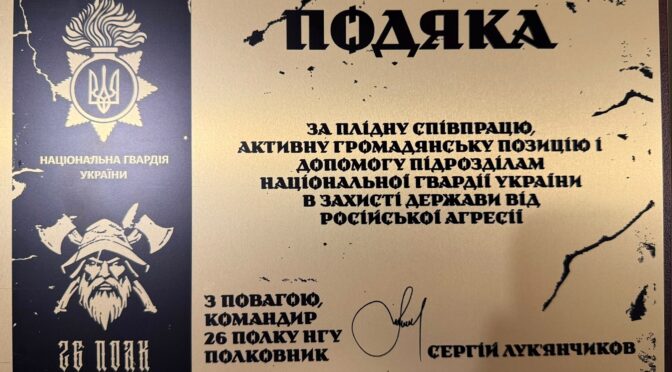 НАЦІОНАЛЬНА ГВАРДІЯ
УКРАЇНИ
26 ПОЛК
ПОДЯКА
ЗА ПЛІДНУ СПІВПРАЦЮ,
АКТИВНУ ГРОМАДЯНСЬКУ ПОЗИЦІЮ І
ДОПОМОГУ ПІДРОЗДІЛАМ
НАЦІОНАЛЬНОЇ ГВАРДІЇ УКРАЇНИ
В ЗАХИСТІ ДЕРЖАВИ ВІД
РОСІЙСЬКОЇ АГРЕСІЇ
З ПОВАГОЮ,
КОМАНДИР
26 ПОЛКУ НГУ
ПОЛКОВНИК
СЕРГІЙ ЛУК'ЯНЧИКОВ